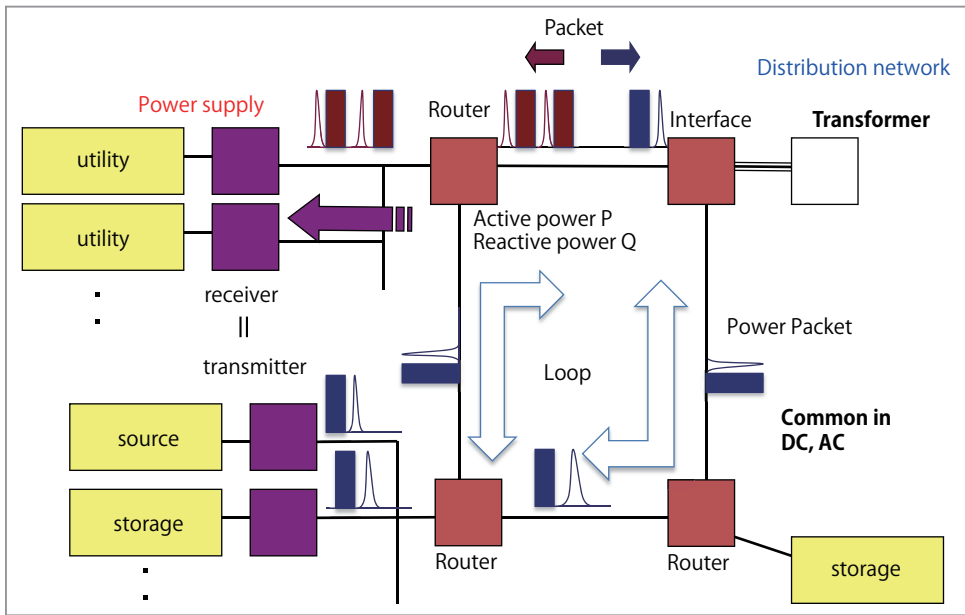 Packet
Distribution network
Power supply
Router
Interface
Transformer
utility
utility
Active power P
Reactive power Q
receiver
=
transmitter
Power Packet
Loop
Common in
DC, AC
source
storage
Router
Router
storage